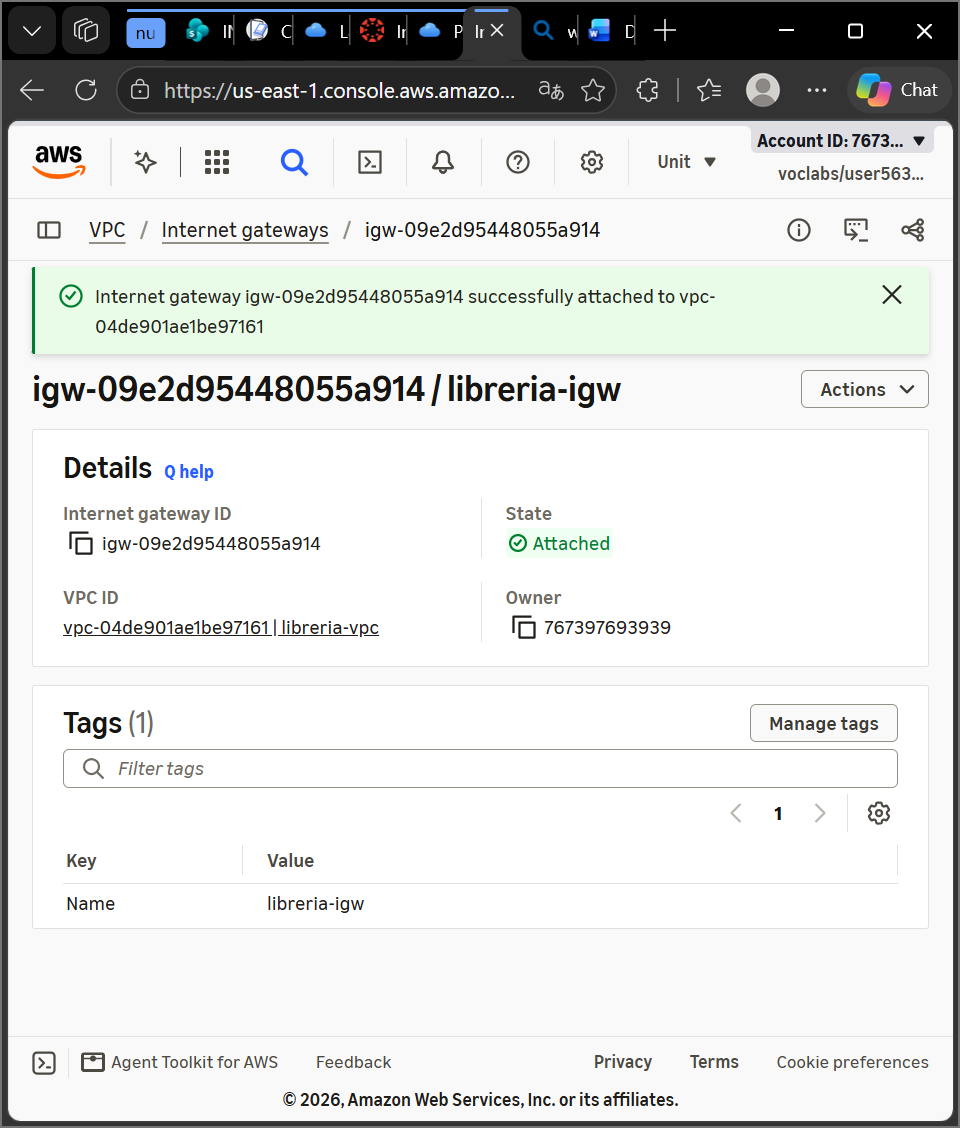 nu
https://us-east-1.console.aws.amazo...
Chat
aws
Unit
Account ID: 7673...
voclabs/user563...
VPC / Internet gateways / igw-09e2d95448055a914
Internet gateway igw-09e2d95448055a914 successfully attached to vpc-
04de901ae1be97161
igw-09e2d95448055a914 / libreria-igw
Actions
Details Q help
Internet gateway ID
igw-09e2d95448055a914
State
Attached
VPC ID
vpc-04de901ae1be97161 | libreria-vpc
Owner
767397693939
Tags (1)
Manage tags
Filter tags
1
Key Value
Name libreria-igw
Agent Toolkit for AWS Feedback Privacy Terms Cookie preferences
© 2026, Amazon Web Services, Inc. or its affiliates.